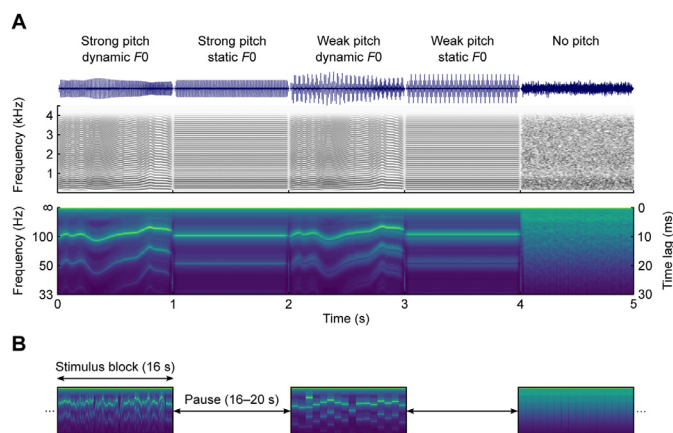 A
Strong pitch
dynamic F0
Strong pitch
static F0
Weak pitch
dynamic F0
Weak pitch
static F0
No pitch
Frequency (kHz)
4
3
2
1
Frequency (Hz)
∞
100
50
33
0
10
20
30
Time lag (ms)
0 1 2 3 4 5
Time (s)
B
Stimulus block (16 s)
Pause (16–20 s)
...
...